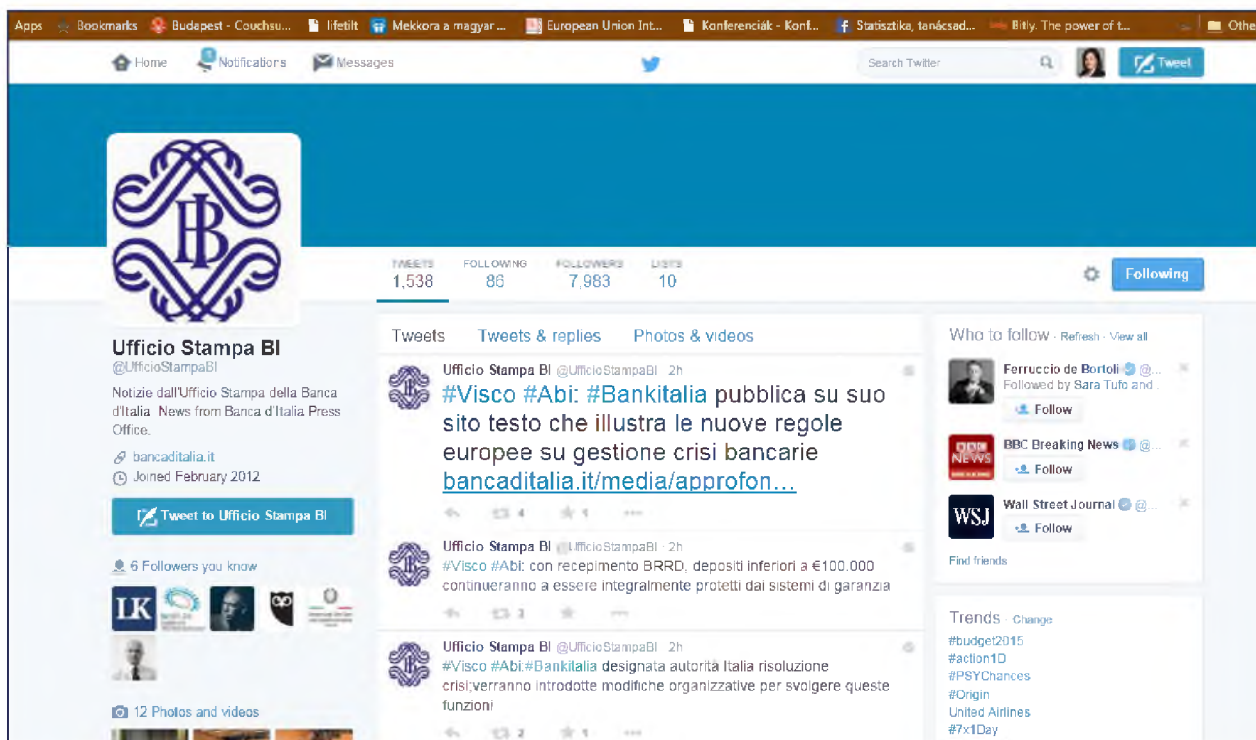 Apps Bookmarks Budapest - Couchsu... lifetilt Mekkora a magyar ... European Union Int... Konferenciák - Konf... Statisztika, tanácsad... Bitly. The power of t... Othe
Home Notifications Messages Search Twitter Tweet
TWEETS FOLLOWING FOLLOWERS LISTS
1,538 86 7,983 10
Following
Ufficio Stampa BI
@UfficioStampaBI
Notizie dall'Ufficio Stampa della Banca
d'Italia News from Banca d'Italia Press
Office.
bancaditalia.it
Joined February 2012
Tweet to Ufficio Stampa BI
6 Followers you know
LK
12 Photos and videos
Tweets Tweets & replies Photos & videos
Ufficio Stampa BI @UfficioStampaBI · 2h
#Visco #Abi: #Bankitalia pubblica su suo
sito testo che illustra le nuove regole
europee su gestione crisi bancarie
bancaditalia.it/media/approfon...
4 1
Ufficio Stampa BI @UfficioStampaBI · 2h
#Visco #Abi: con recepimento BRRD, depositi inferiori a €100.000
continueranno a essere integralmente protetti dai sistemi di garanzia
3
Ufficio Stampa BI @UfficioStampaBI · 2h
#Visco #Abi:#Bankitalia designata autorità Italia risoluzione
crisi;verranno introdotte modifiche organizzative per svolgere queste
funzioni
2 1
Who to follow · Refresh · View all
Ferruccio de Bortoli @...
Followed by Sara Tufo and
Follow
BBC Breaking News @...
BBC
NEWS
Follow
Wall Street Journal @...
WSJ
Follow
Find friends
Trends · Change
#budget2015
#action1D
#PSYChances
#Origin
United Airlines
#7x1Day